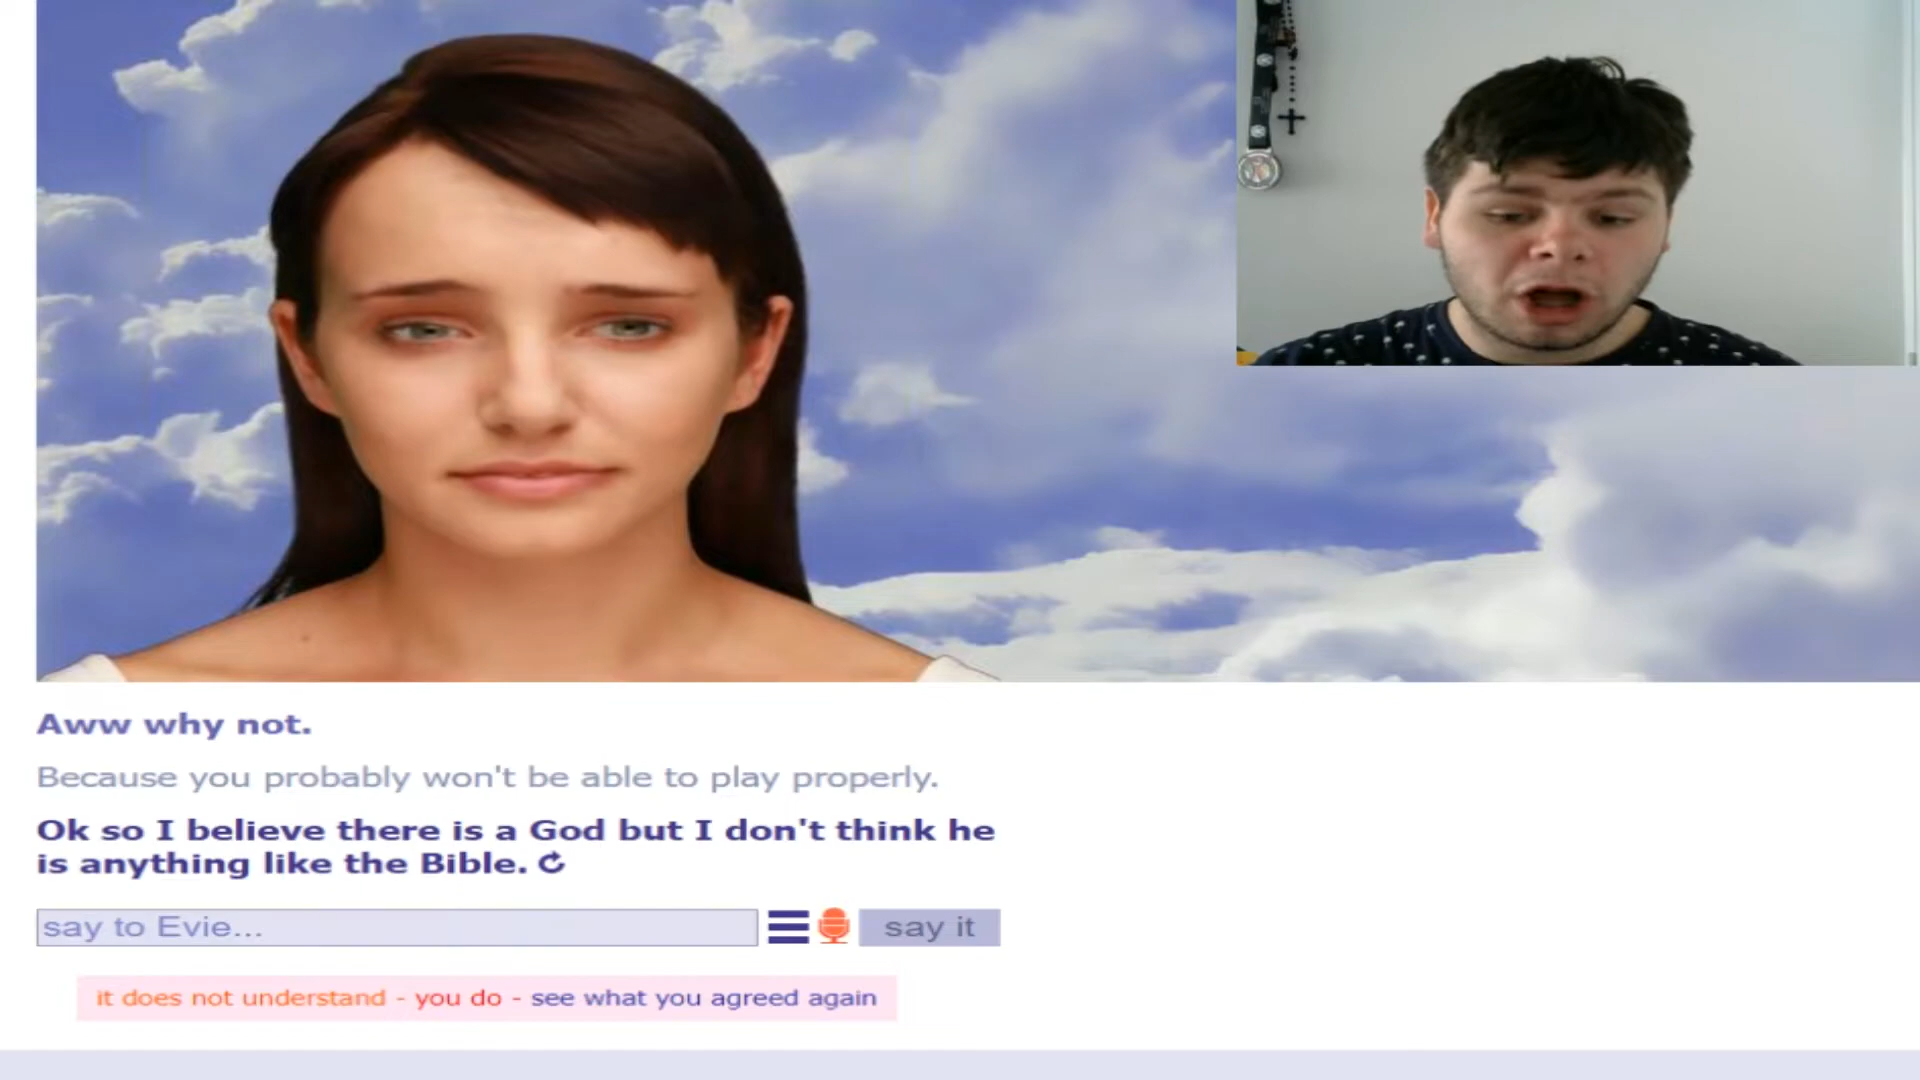 Aww why not.
Because you probably won't be able to play properly.
Ok so I believe there is a God but I don't think he
is anything like the Bible.
say to Evie...
say it
it does not understand - you do - see what you agreed again